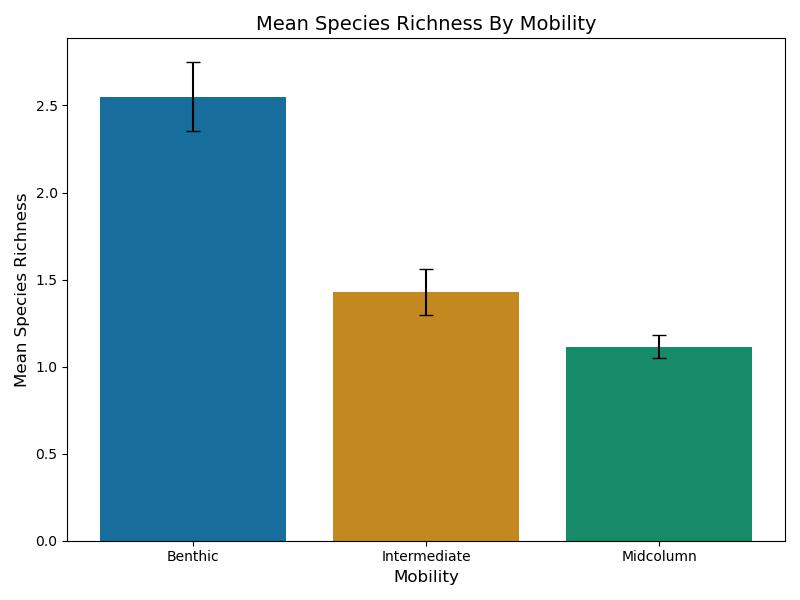 Mean Species Richness By Mobility
Mean Species Richness
2.5
2.0
1.5
1.0
0.5
0.0
Benthic Intermediate Midcolumn
Mobility